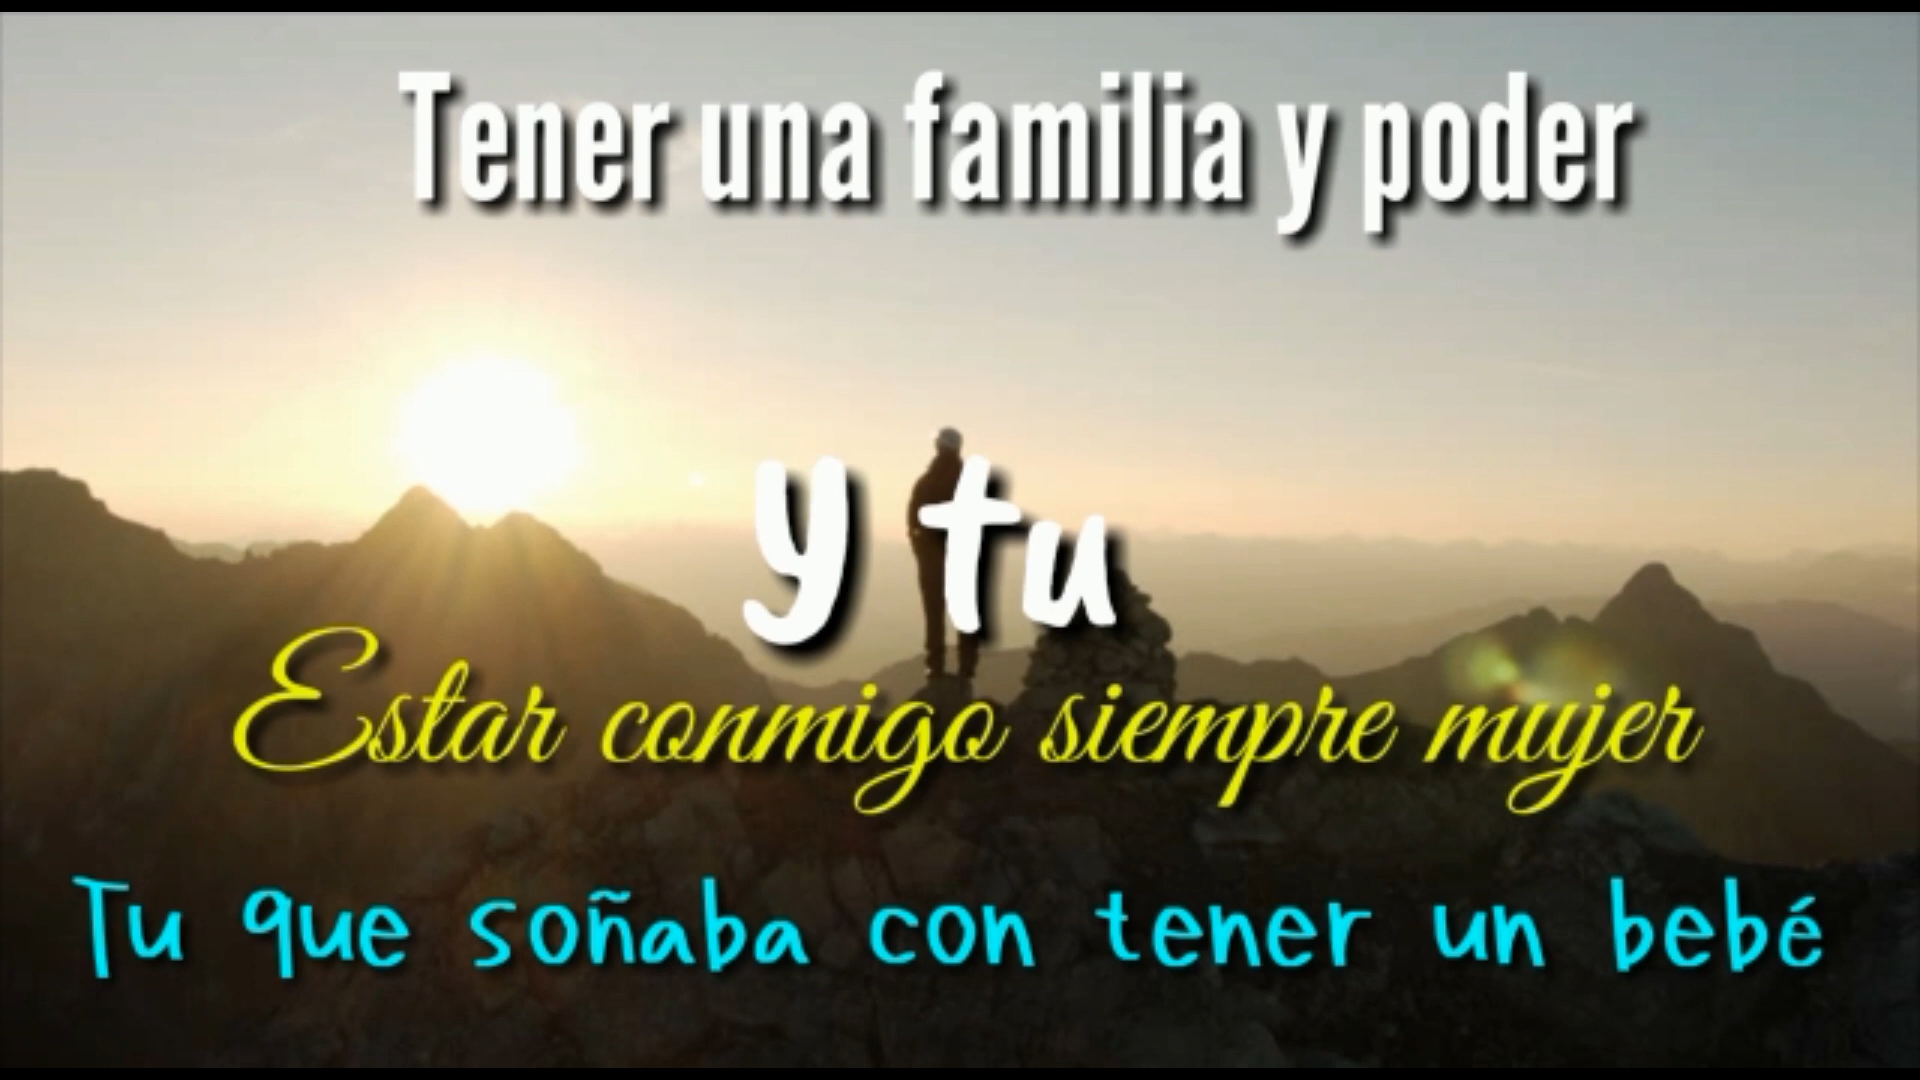 Tener una familia y poder
y tu
Estar conmigo siempre mujer
Tu que soñaba con tener un bebé